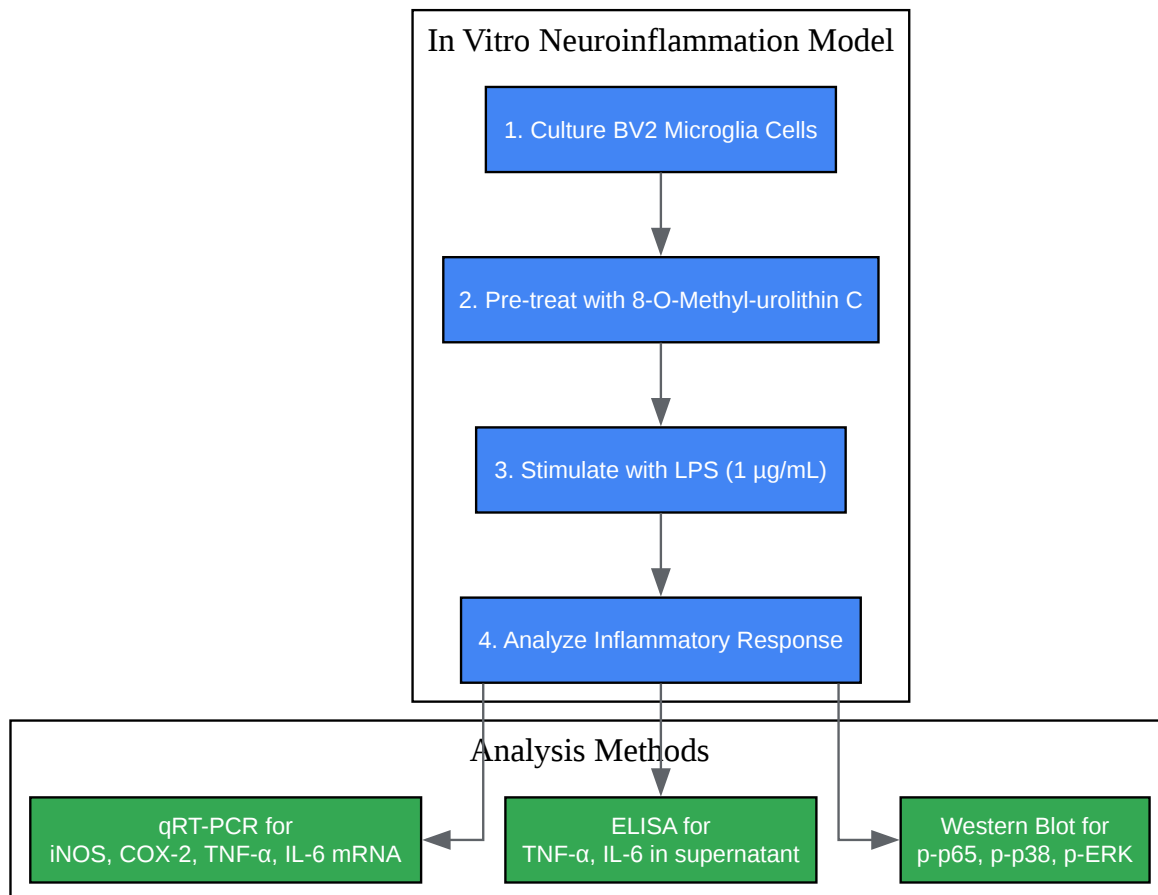 In Vitro Neuroinflammation Model
1. Culture BV2 Microglia Cells
2. Pre-treat with 8-O-Methyl-urolithin C
3. Stimulate with LPS (1 µg/mL)
4. Analyze Inflammatory Response
Analysis Methods
qRT-PCR for
iNOS, COX-2, TNF-α, IL-6 mRNA
ELISA for
TNF-α, IL-6 in supernatant
Western Blot for
p-p65, p-p38, p-ERK